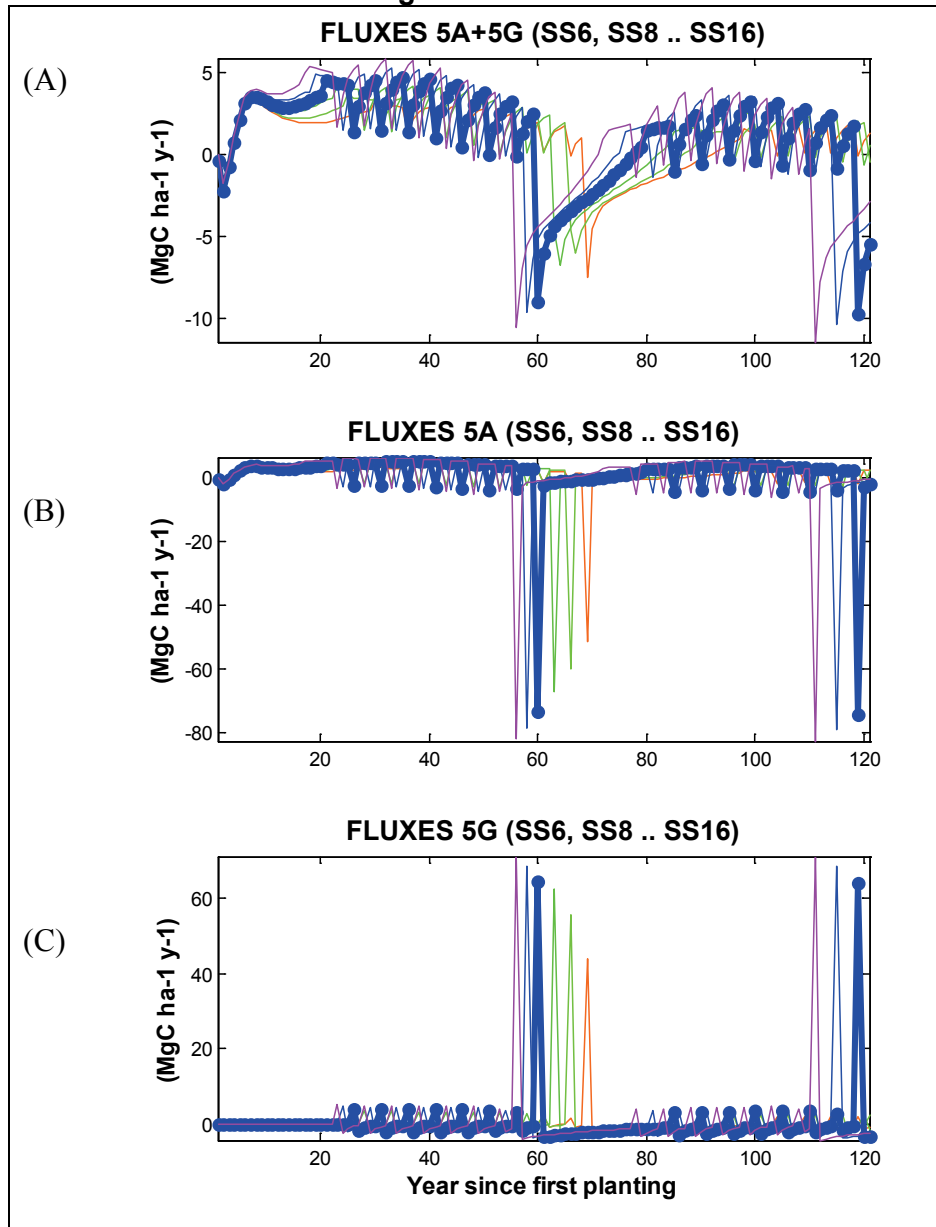 FLUXES 5A+5G (SS6, SS8 .. SS16)
(A)
(MgC ha-1 y-1)
5
0
-5
-10
20 40 60 80 100 120
FLUXES 5A (SS6, SS8 .. SS16)
(B)
(MgC ha-1 y-1)
0
-20
-40
-60
-80
20 40 60 80 100 120
FLUXES 5G (SS6, SS8 .. SS16)
(C)
(MgC ha-1 y-1)
60
40
20
0
20 40 60 80 100 120
Year since first planting